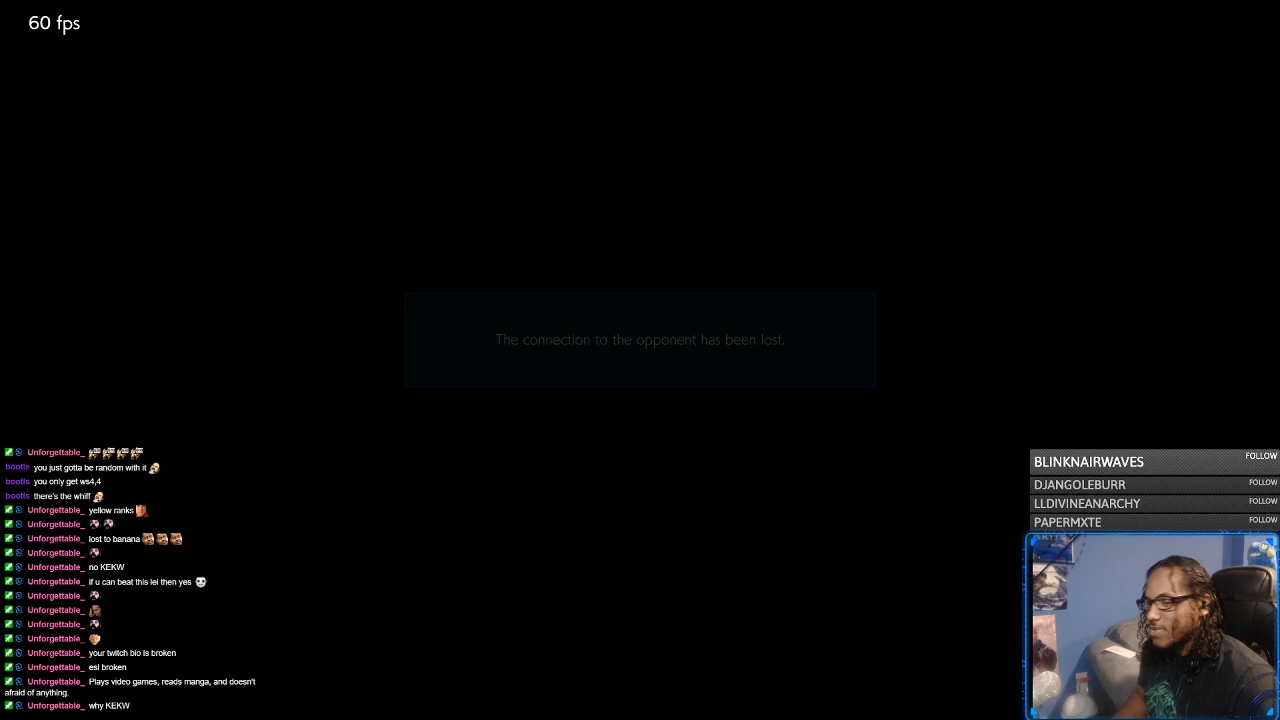 60 fps
The connection to the opponent has been lost.
Unforgettable_
bootis you just gotta be random with it
bootis you only get ws4,4
bootis there's the whiff
Unforgettable_ yellow ranks
Unforgettable_
Unforgettable_ lost to banana
Unforgettable_
Unforgettable_ no KEKW
Unforgettable_ if u can beat this lei then yes
Unforgettable_
Unforgettable_
Unforgettable_
Unforgettable_
Unforgettable_ your twitch bio is broken
Unforgettable_ esl broken
Unforgettable_ Plays video games, reads manga, and doesn't
afraid of anything.
Unforgettable_ why KEKW
BLINKNAIRWAVES FOLLOW
DJANGOLEBURR FOLLOW
LLDIVINEANARCHY FOLLOW
PAPERMXTE FOLLOW